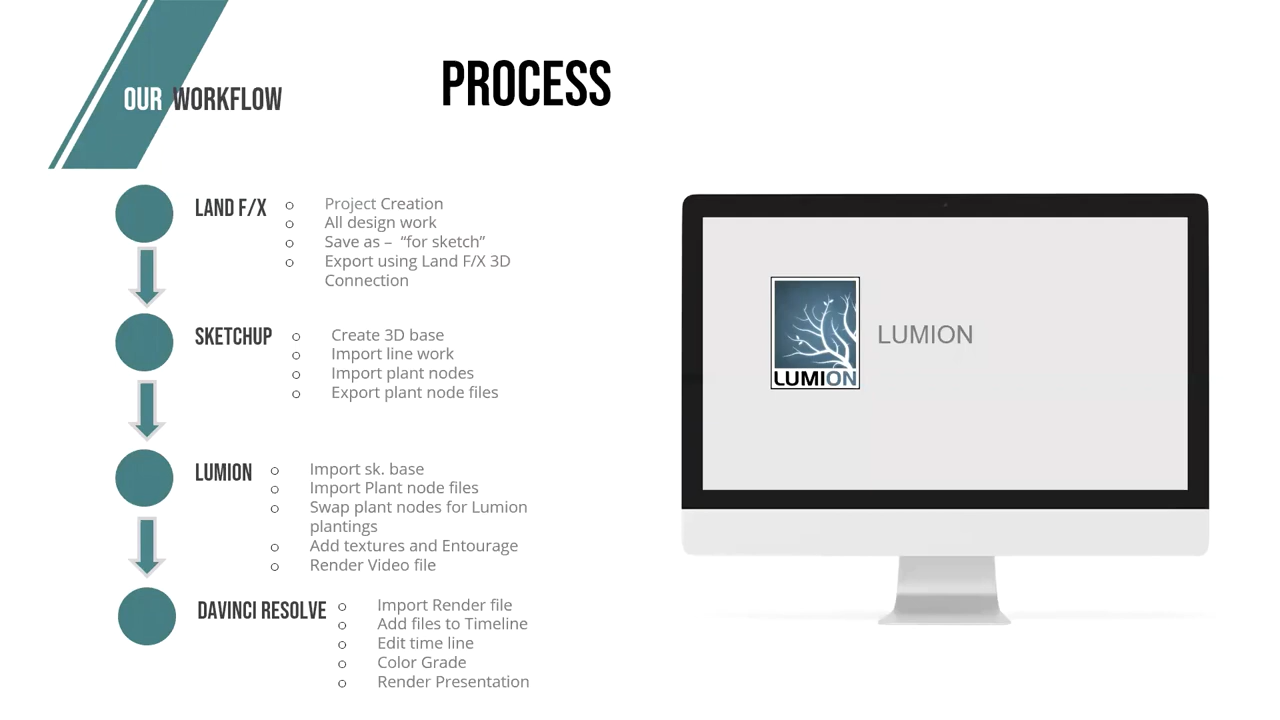 PROCESS
OUR WORKFLOW
LAND F/X
Project Creation
All design work
Save as – “for sketch”
Export using Land F/X 3D
Connection
SKETCHUP
Create 3D base
Import line work
Import plant nodes
Export plant node files
LUMION
Import sk. base
Import Plant node files
Swap plant nodes for Lumion
plantings
Add textures and Entourage
Render Video file
DAVINCI RESOLVE
Import Render file
Add files to Timeline
Edit time line
Color Grade
Render Presentation
LUMION
LUMION